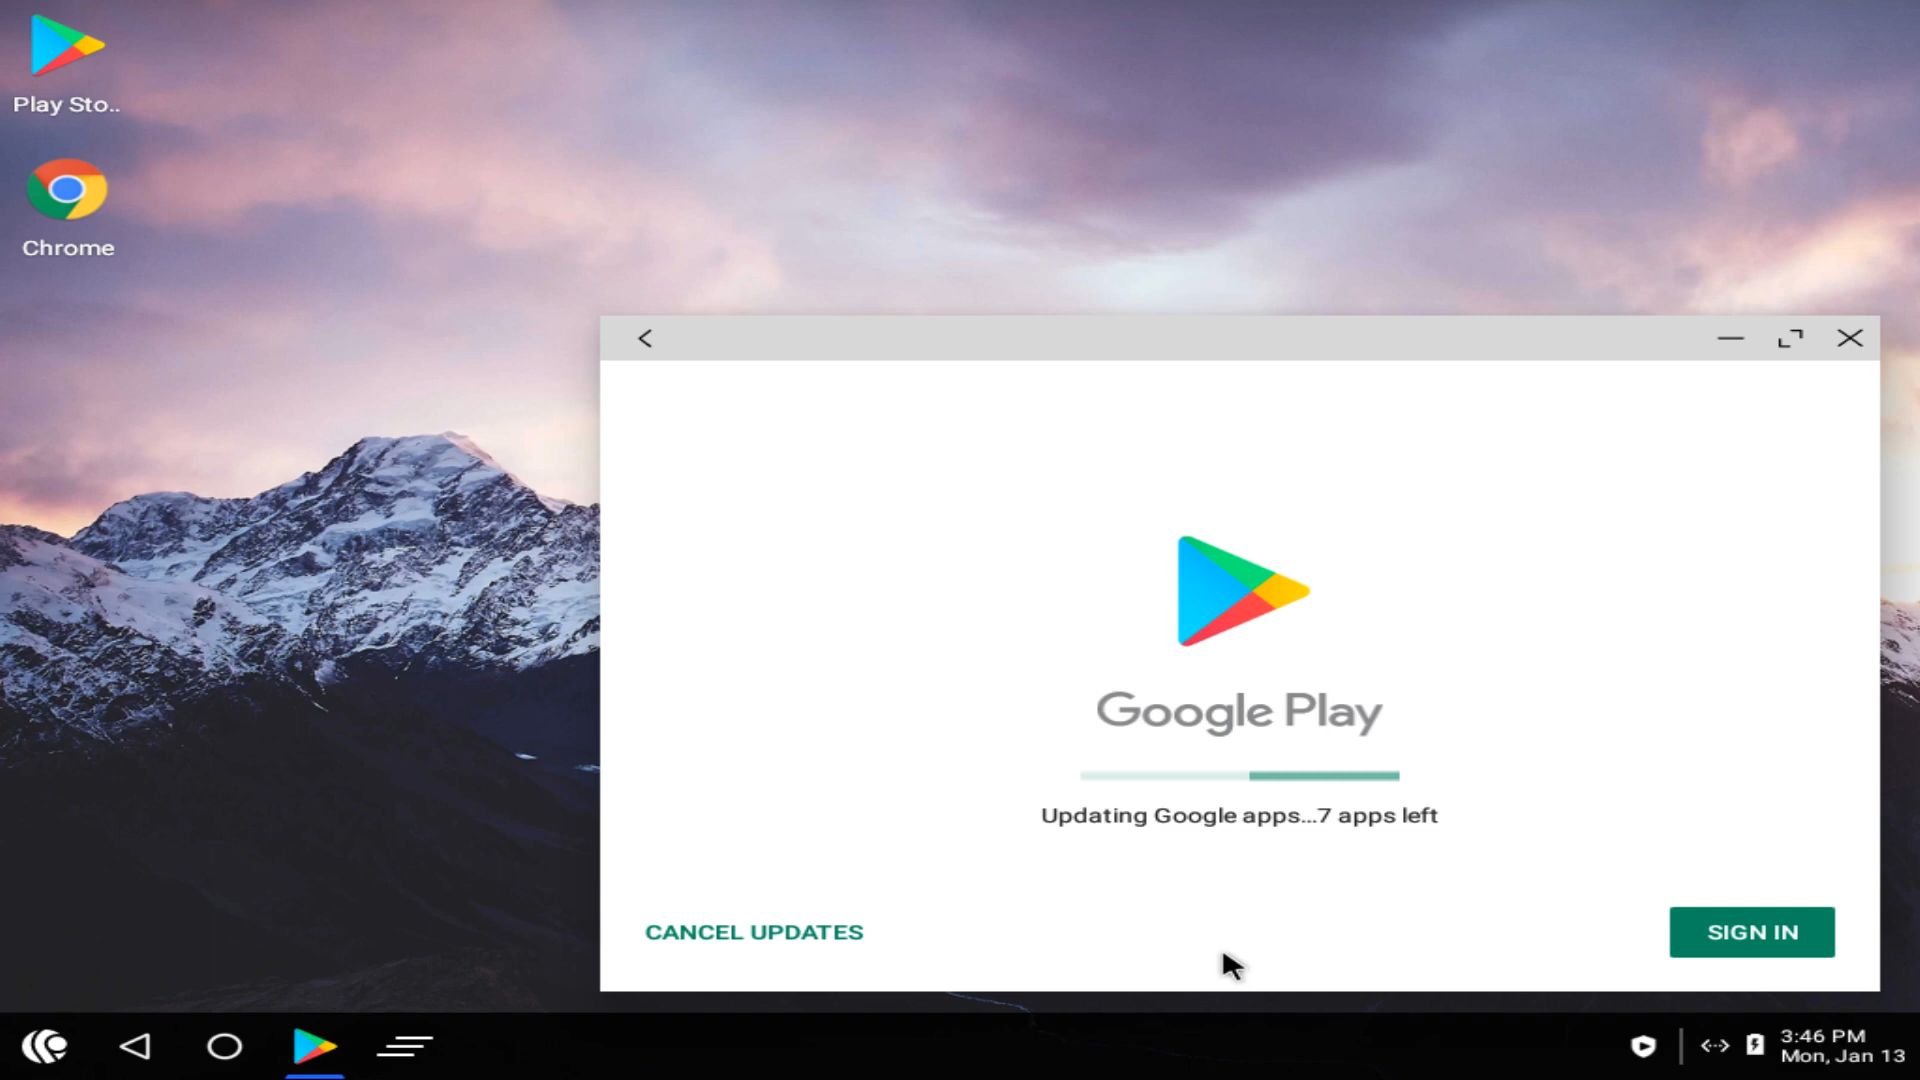 Play Sto..
Chrome
Google Play
Updating Google apps...7 apps left
CANCEL UPDATES
SIGN IN
3:46 PM
Mon, Jan 13